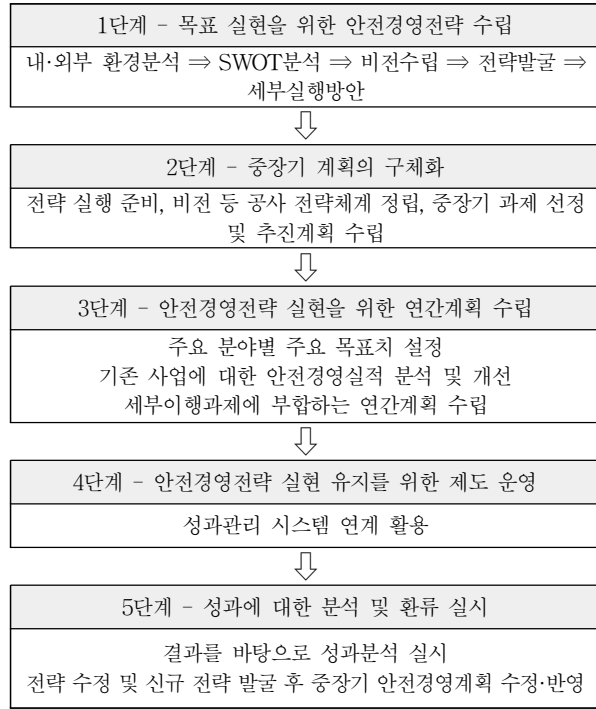 1단계 - 목표 실현을 위한 안전경영전략 수립
내·외부 환경분석 ⇒ SWOT분석 ⇒ 비전수립 ⇒ 전략발굴 ⇒
세부실행방안
2단계 - 중장기 계획의 구체화
전략 실행 준비, 비전 등 공사 전략체계 정립, 중장기 과제 선정
및 추진계획 수립
3단계 - 안전경영전략 실현을 위한 연간계획 수립
주요 분야별 주요 목표치 설정
기존 사업에 대한 안전경영실적 분석 및 개선
세부이행과제에 부합하는 연간계획 수립
4단계 - 안전경영전략 실현 유지를 위한 제도 운영
성과관리 시스템 연계 활용
5단계 - 성과에 대한 분석 및 환류 실시
결과를 바탕으로 성과분석 실시
전략 수정 및 신규 전략 발굴 후 중장기 안전경영계획 수정·반영